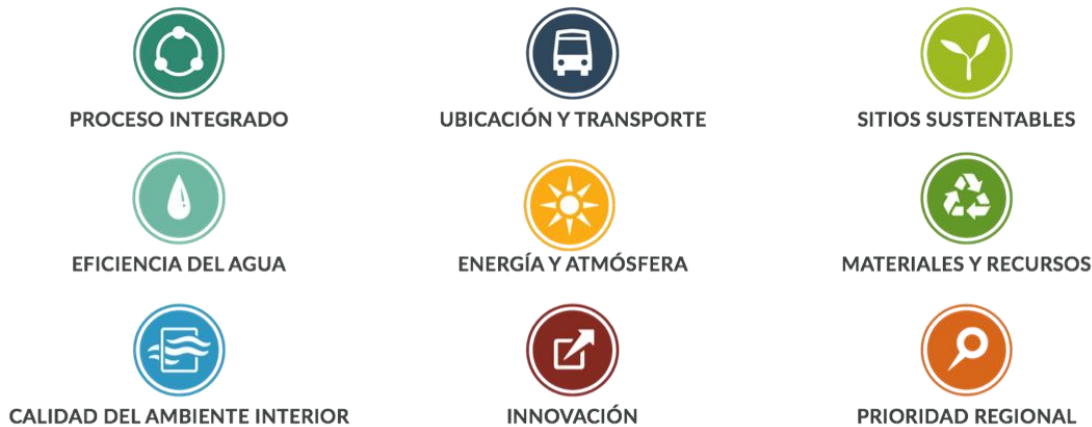 PROCESO INTEGRADO
UBICACIÓN Y TRANSPORTE
SITIOS SUSTENTABLES
EFICIENCIA DEL AGUA
ENERGÍA Y ATMÓSFERA
MATERIALES Y RECURSOS
CALIDAD DEL AMBIENTE INTERIOR
INNOVACIÓN
PRIORIDAD REGIONAL